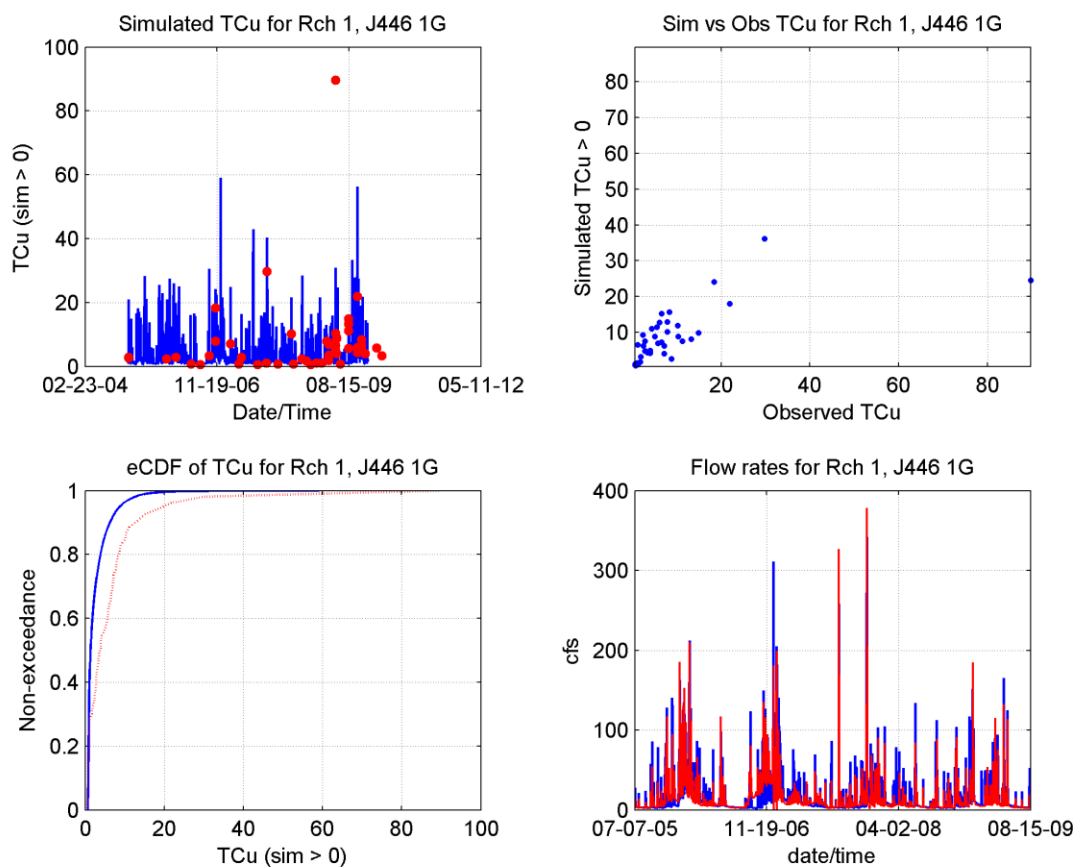 Simulated TCu for Rch 1, J446 1G
100
80
60
40
20
0
TCu (sim > 0)
02-23-04 11-19-06 08-15-09 05-11-12
Date/Time
Sim vs Obs TCu for Rch 1, J446 1G
80
70
60
50
40
30
20
10
Simulated TCu > 0
20 40 60 80
Observed TCu
eCDF of TCu for Rch 1, J446 1G
1
0.8
0.6
0.4
0.2
0
Non-exceedance
0 20 40 60 80 100
TCu (sim > 0)
Flow rates for Rch 1, J446 1G
400
300
200
100
0
cfs
07-07-05 11-19-06 04-02-08 08-15-09
date/time